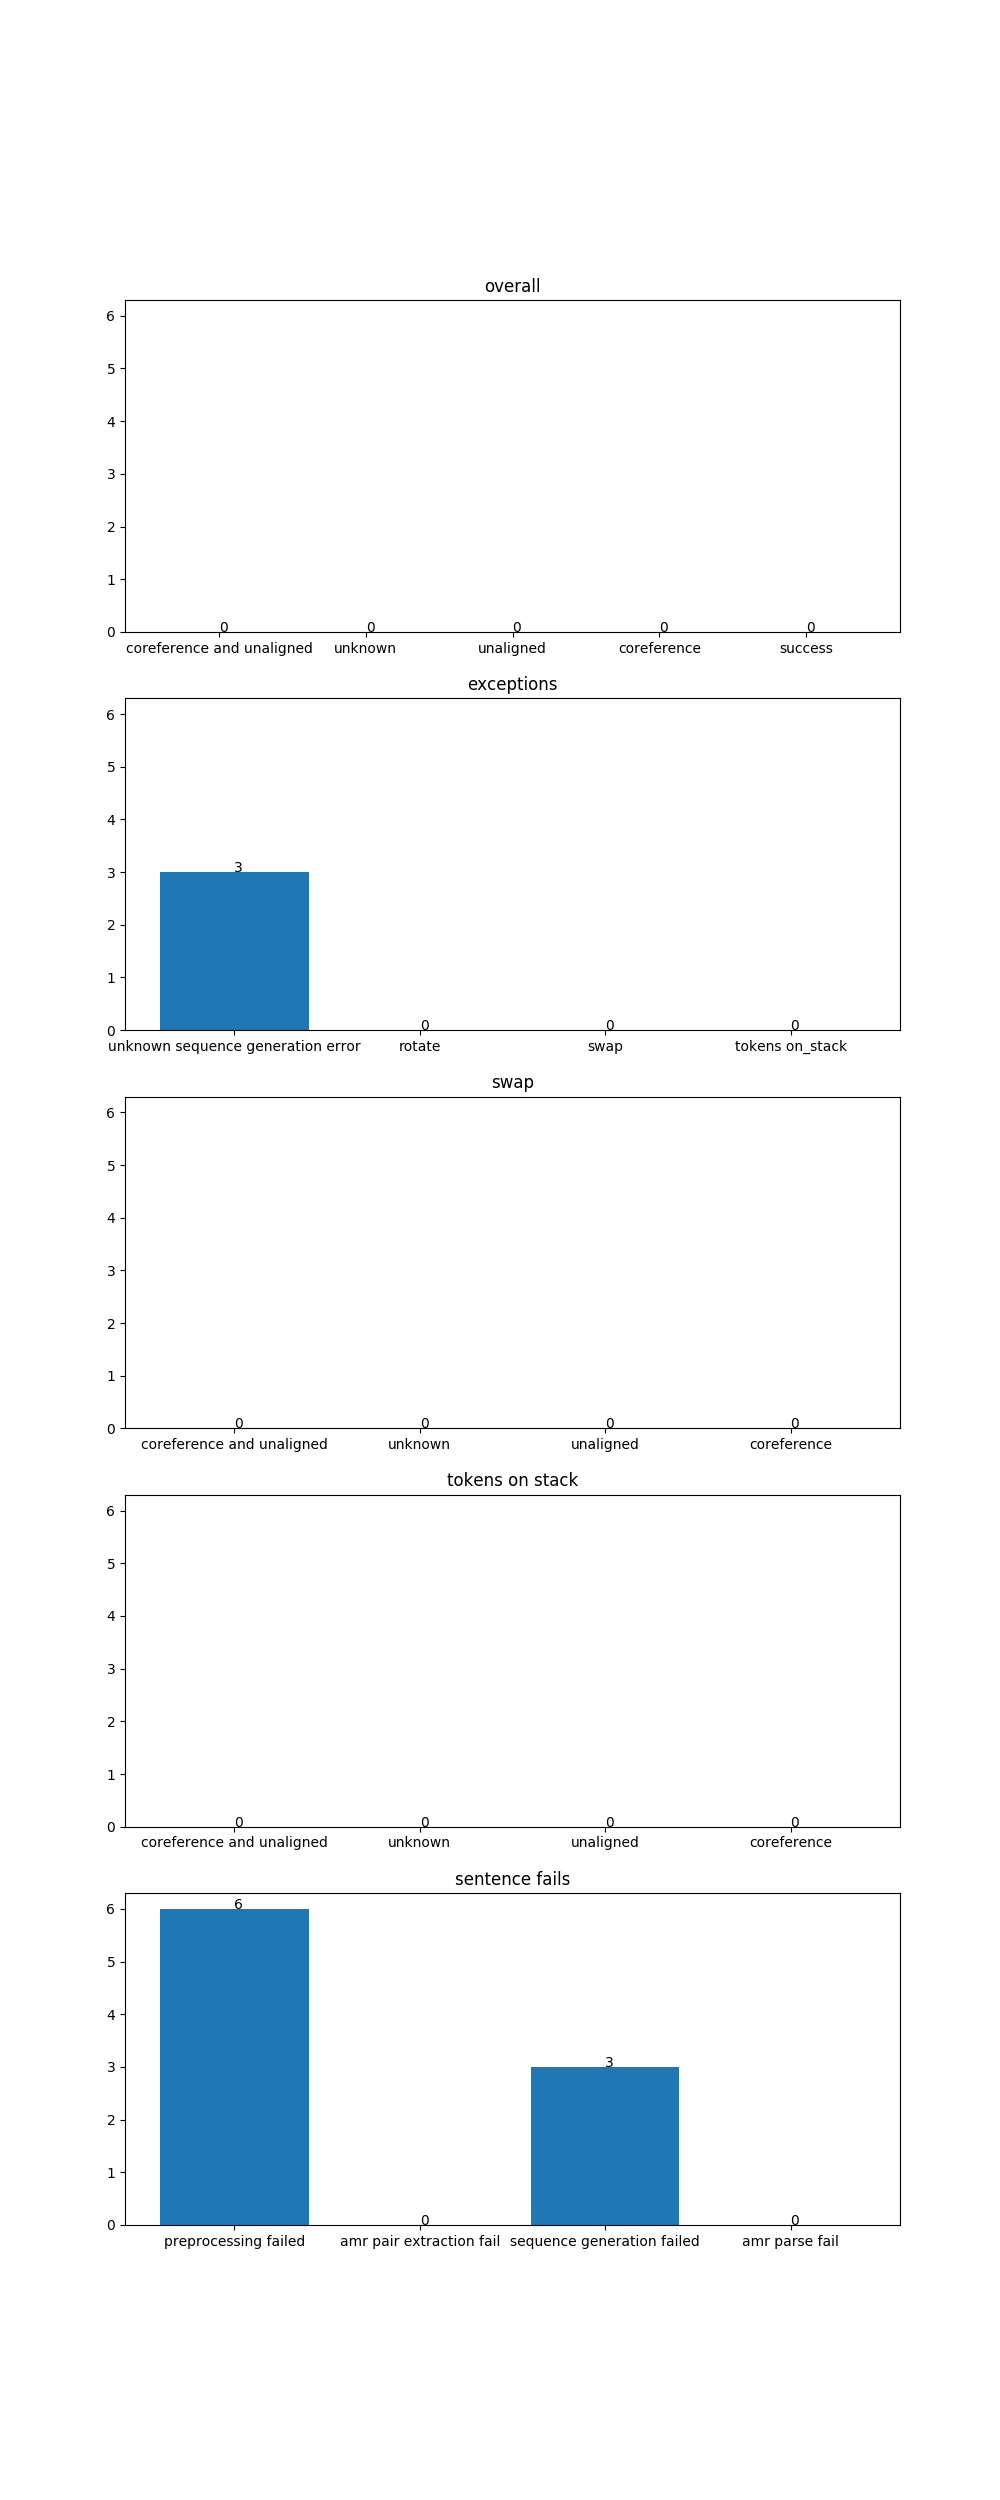 overall
6
5
4
3
2
1
0
0 0 0 0 0
coreference and unaligned unknown unaligned coreference success
exceptions
6
5
4
3
2
1
0
3 0 0 0
unknown sequence generation error rotate swap tokens on_stack
swap
6
5
4
3
2
1
0
0 0 0 0
coreference and unaligned unknown unaligned coreference
tokens on stack
6
5
4
3
2
1
0
0 0 0 0
coreference and unaligned unknown unaligned coreference
sentence fails
6
5
4
3
2
1
0
6 0 3 0
preprocessing failed amr pair extraction fail sequence generation failed amr parse fail